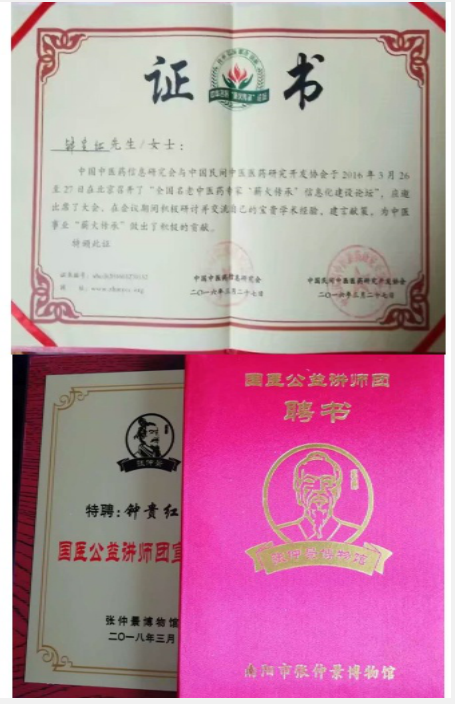 证 书
先生/女士：
中国中医药信息研究会与中国民间中医医药研究开发协会于2016年3月26
至27日在北京召开了“全国名老中医药专家‘薪火传承’信息化建设论坛”，应邀
出席了大会。在会议期间积极研讨并交流自己的宝贵学术经验，建言献策，为中医
事业“薪火传承”做出了积极的贡献。
特颁此证
中国中医药信息研究会
中国民间中医医药研究开发协会
二〇一六年三月二十七日
二〇一六年三月二十七日
张仲景
特聘：钟贵红
国医公益讲师团宣
张仲景博物馆
二〇一八年三月
国医公益讲师团
聘书
张仲景博物馆
南阳市张仲景博物馆